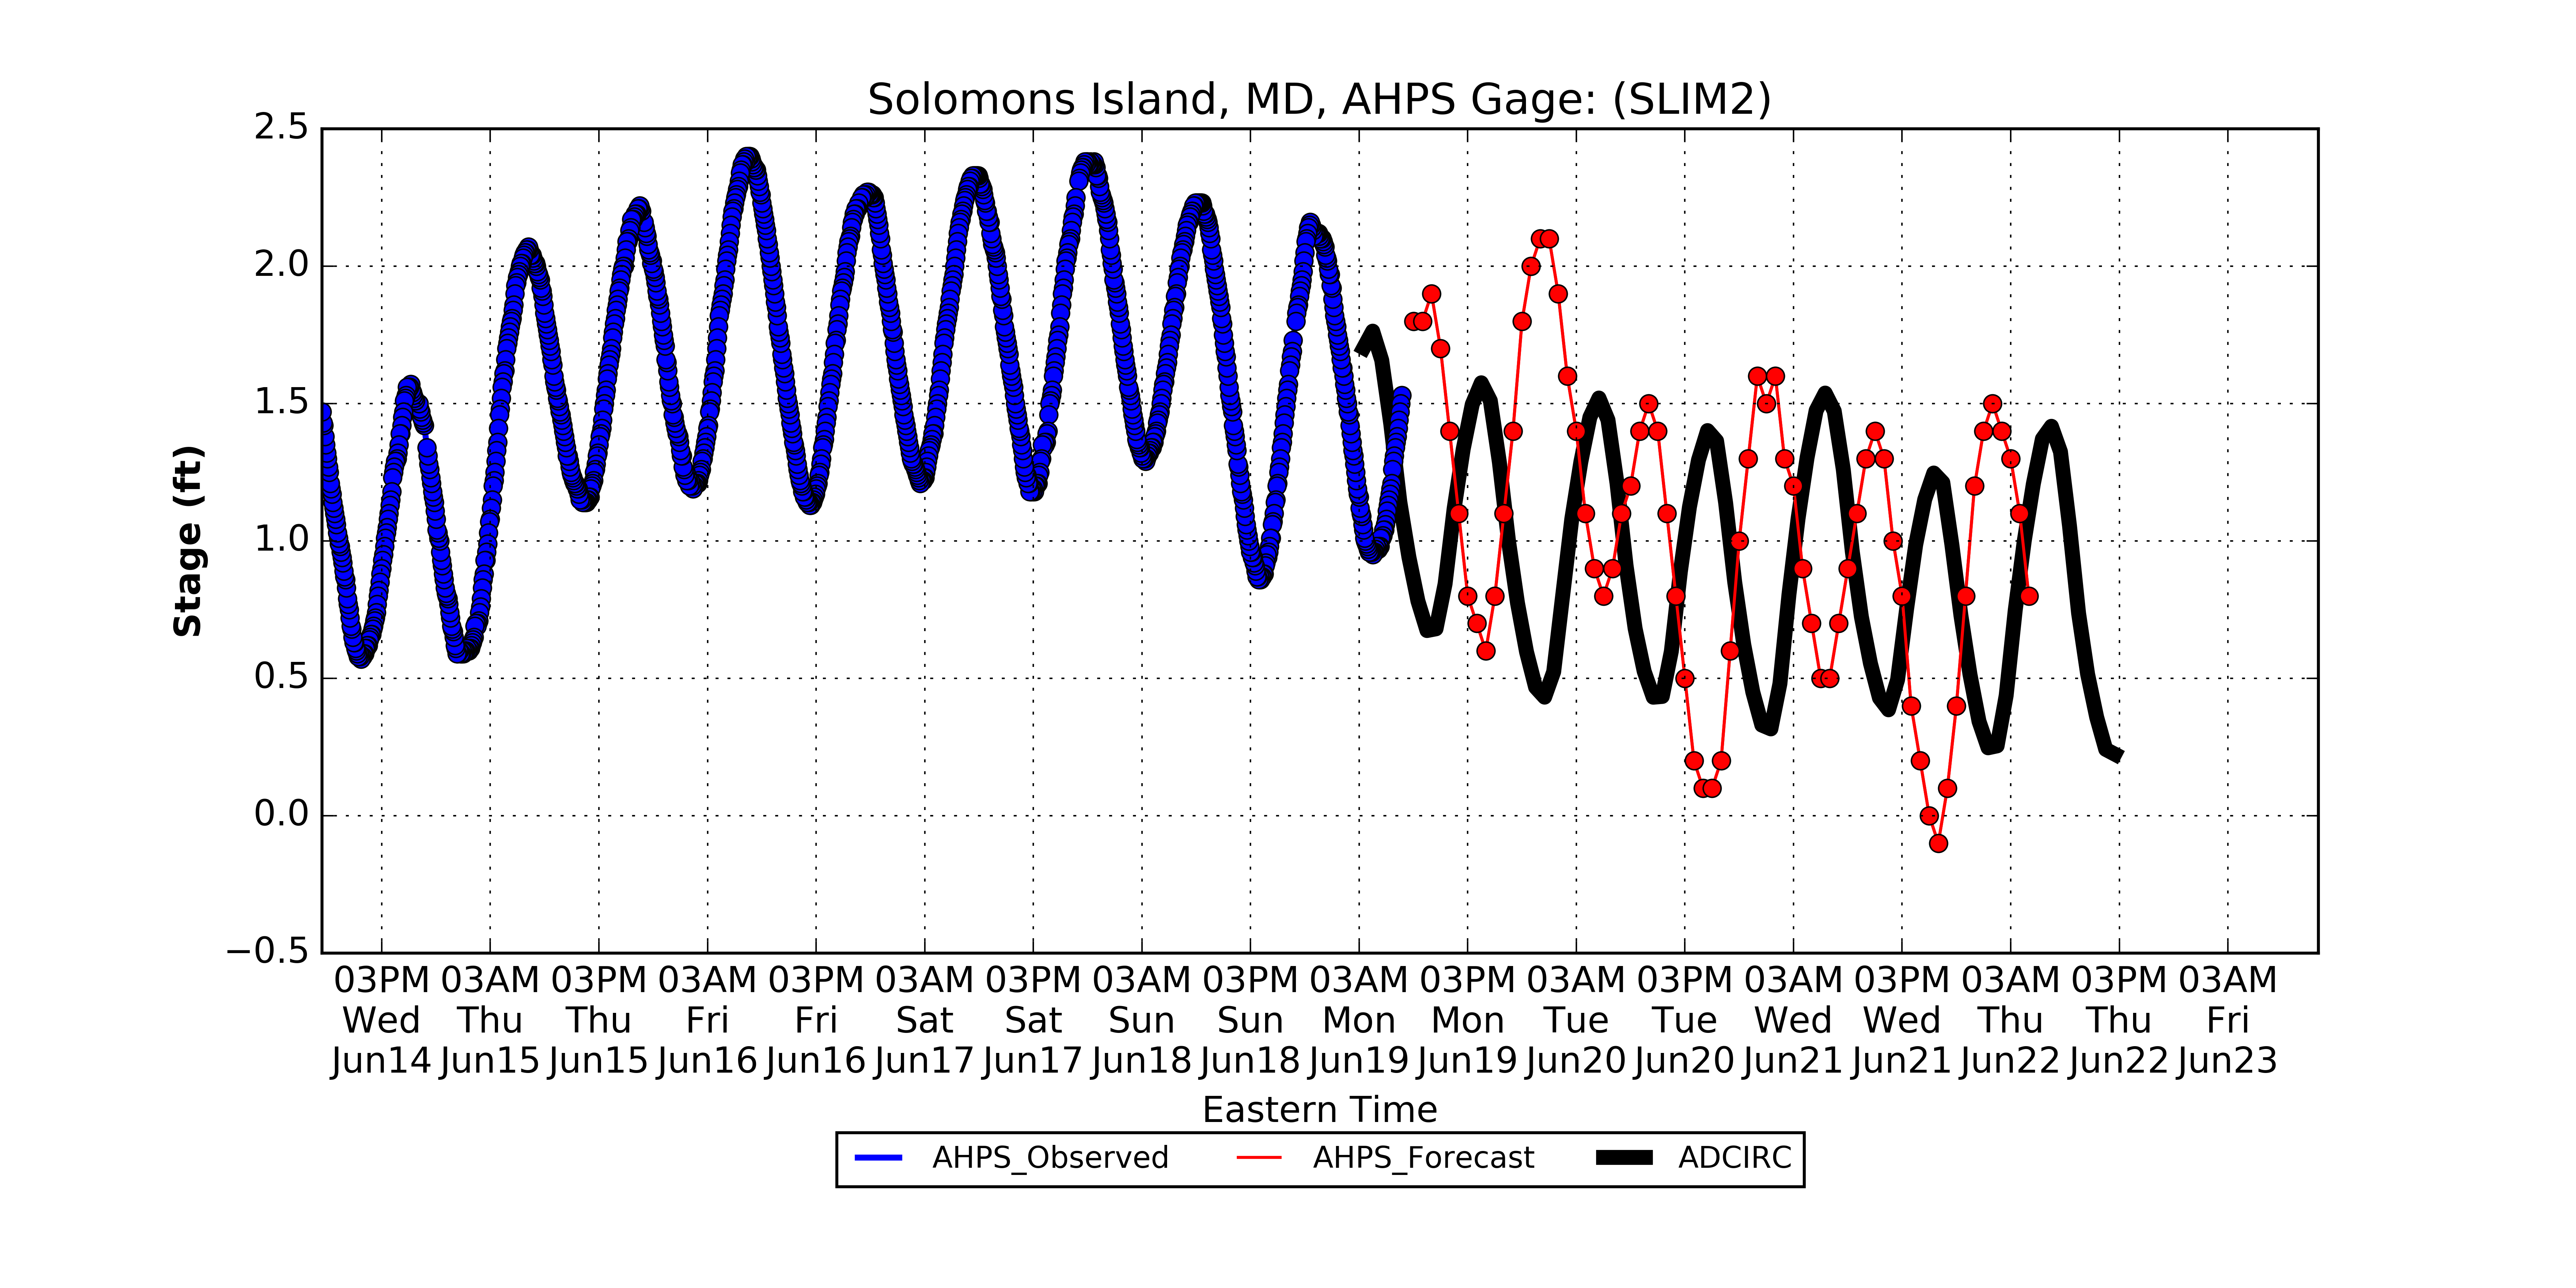 Solomons Island, MD, AHPS Gage: (SLIM2)
2.5
2.0
1.5
1.0
0.5
0.0
−0.5
Stage (ft)
03PM 03AM 03PM 03AM 03PM 03AM 03PM 03AM 03PM 03AM 03PM 03AM 03PM 03AM 03PM 03AM 03PM 03AM
Wed Thu Thu Fri Fri Sat Sat Sun Sun Mon Mon Tue Tue Wed Wed Thu Thu Fri
Jun14 Jun15 Jun15 Jun16 Jun16 Jun17 Jun17 Jun18 Jun18 Jun19 Jun19 Jun20 Jun20 Jun21 Jun21 Jun22 Jun22 Jun23
Eastern Time
AHPS_Observed AHPS_Forecast ADCIRC